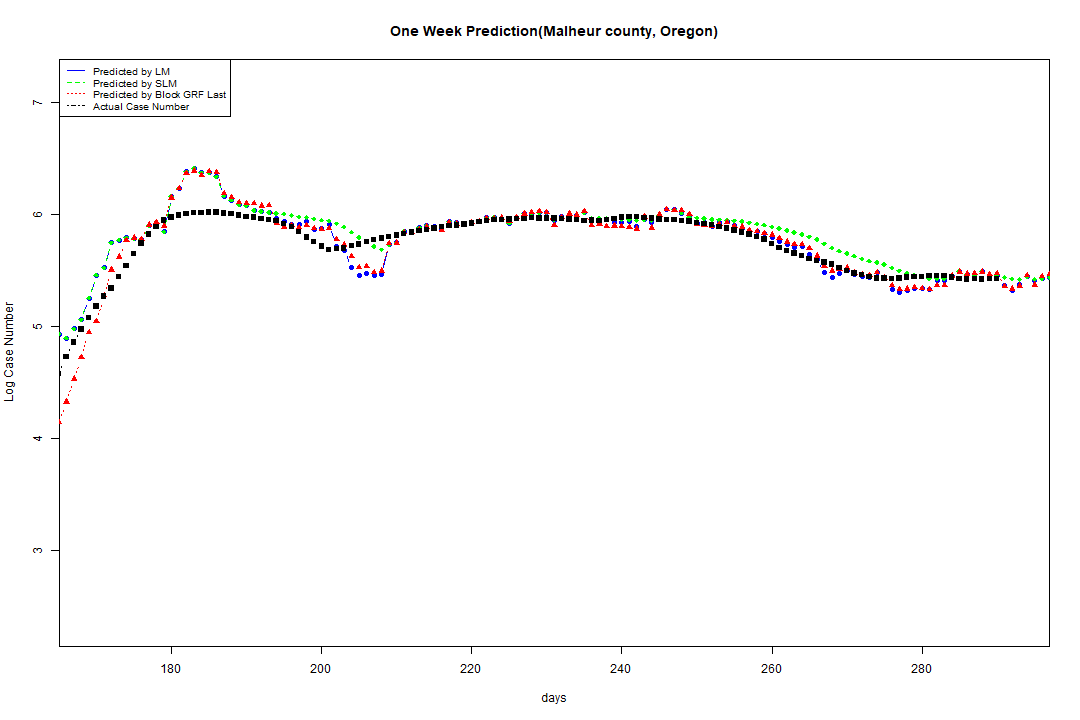 One Week Prediction(Malheur county, Oregon)
Predicted by LM
Predicted by SLM
Predicted by Block GRF Last
Actual Case Number
7
6
5
4
3
Log Case Number
180 200 220 240 260 280
days